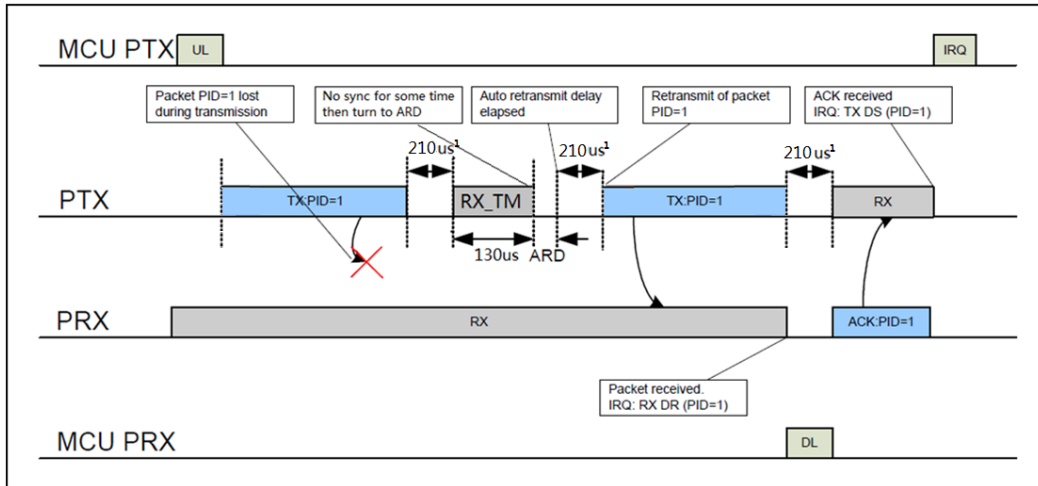 MCU PTX
UL
IRQ
Packet PID=1 lost
during transmission
No sync for some time
then turn to ARD
Auto retransmit delay
elapsed
Retransmit of packet
PID=1
ACK received
IRQ: TX DS (PID=1)
210us¹
210us¹
210us¹
PTX
TX:PID=1
RX_TM
TX:PID=1
RX
130us
ARD
PRX
RX
ACK:PID=1
Packet received.
IRQ: RX DR (PID=1)
MCU PRX
DL